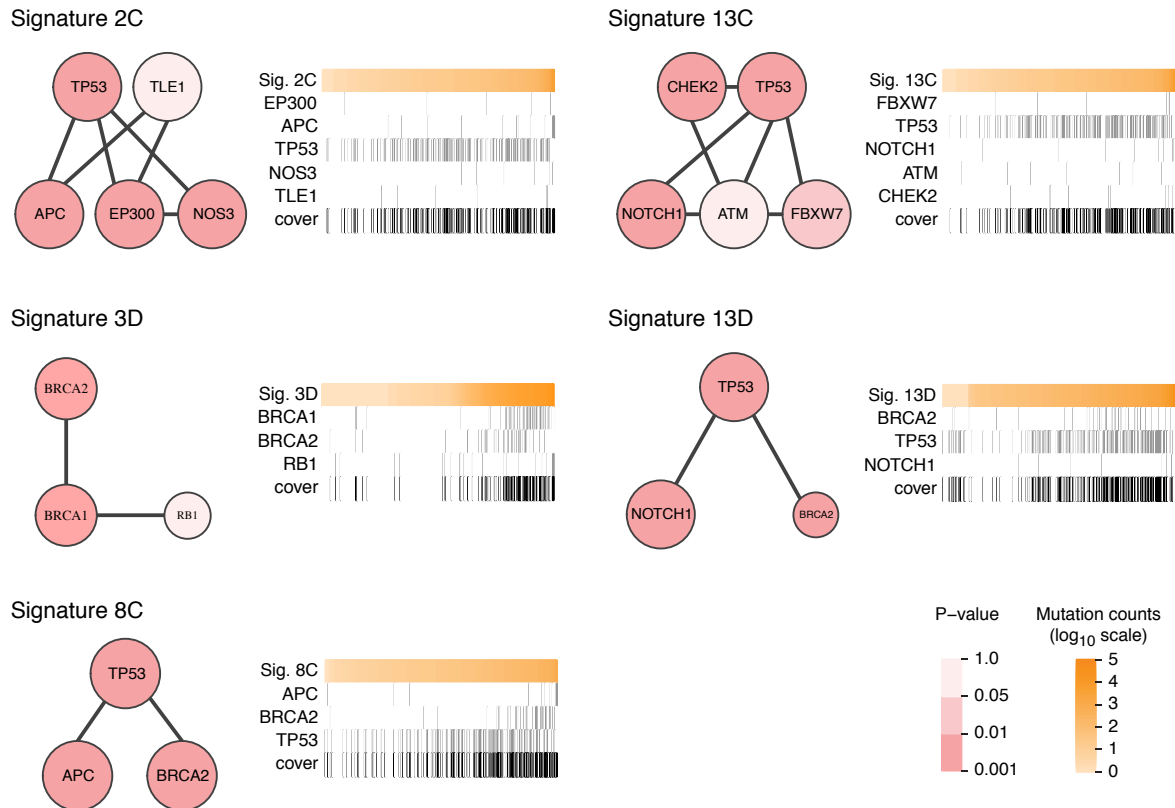 Signature 2C
TP53
TLE1
APC
EP300
NOS3
Sig. 2C
EP300
APC
TP53
NOS3
TLE1
cover
Signature 13C
CHEK2
TP53
NOTCH1
ATM
FBXW7
Sig. 13C
FBXW7
TP53
NOTCH1
ATM
CHEK2
cover
Signature 3D
BRCA2
BRCA1
RB1
Sig. 3D
BRCA1
BRCA2
RB1
cover
Signature 13D
TP53
NOTCH1
BRCA2
Sig. 13D
BRCA2
TP53
NOTCH1
cover
Signature 8C
TP53
APC
BRCA2
Sig. 8C
APC
BRCA2
TP53
cover
P−value
1.0
0.05
0.01
0.001
Mutation counts
(log10 scale)
5
4
3
2
1
0